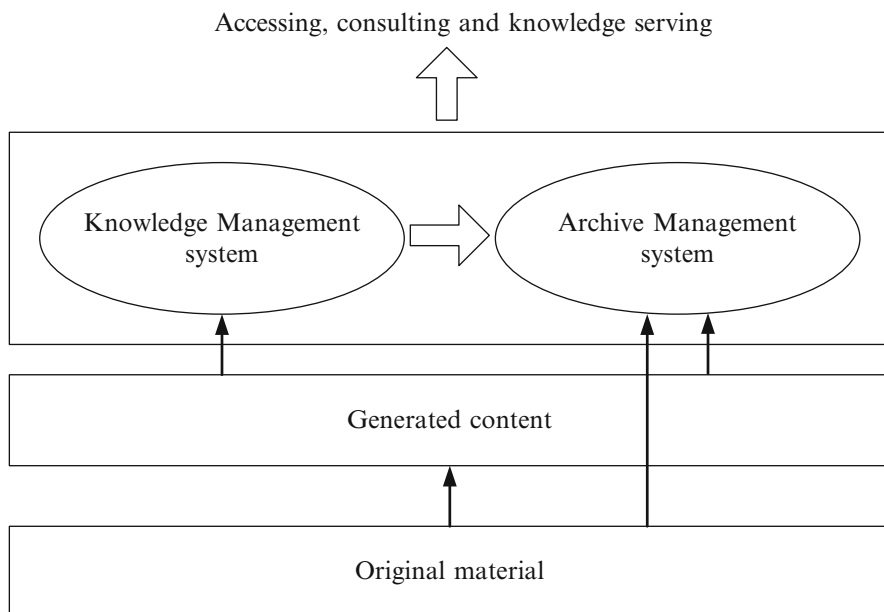 Accessing, consulting and knowledge serving
Knowledge Management
system
Archive Management
system
Generated content
Original material